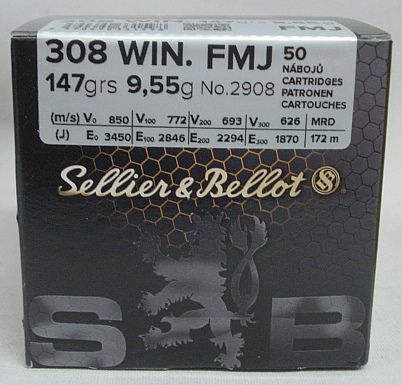 FMJ
308 WIN. FMJ 50
NÁBOJŮ
CARTRIDGES
PATRONEN
CARTOUCHES
147grs 9,55g No.2908
(m/s) V0 850 V100 772 V200 693 V300 626 MRD
(J) E0 3450 E100 2846 E200 2294 E300 1870 172 m
Sellier & Bellot
S B